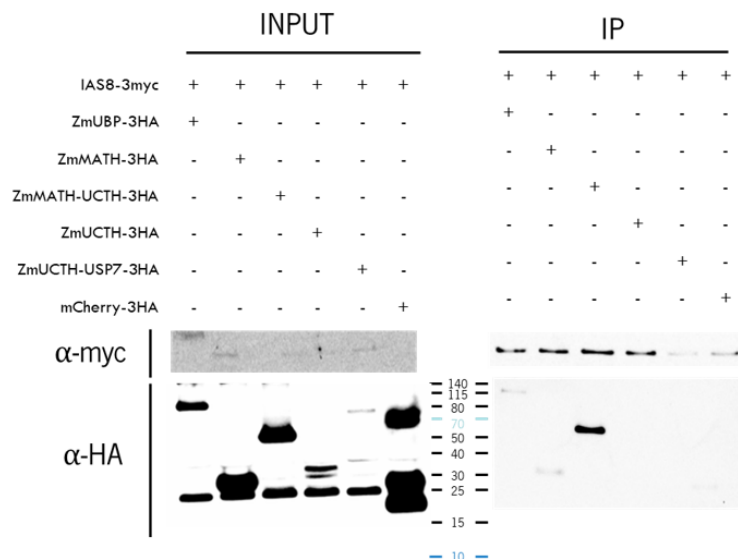 INPUT IP
IAS8-3myc + + + + + + + + + + + +
ZmUBP-3HA + - - - - - + - - - - -
ZmMATH-3HA - + - - - - - + - - - -
ZmMATH-UCTH-3HA - - + - - - - - + - - -
ZmUCTH-3HA - - - + - - - - - + - -
ZmUCTH-USP7-3HA - - - - + - - - - - + -
mCherry-3HA - - - - - + - - - - - +
α-myc
α-HA
140
115
80
70
50
40
30
25
15
10